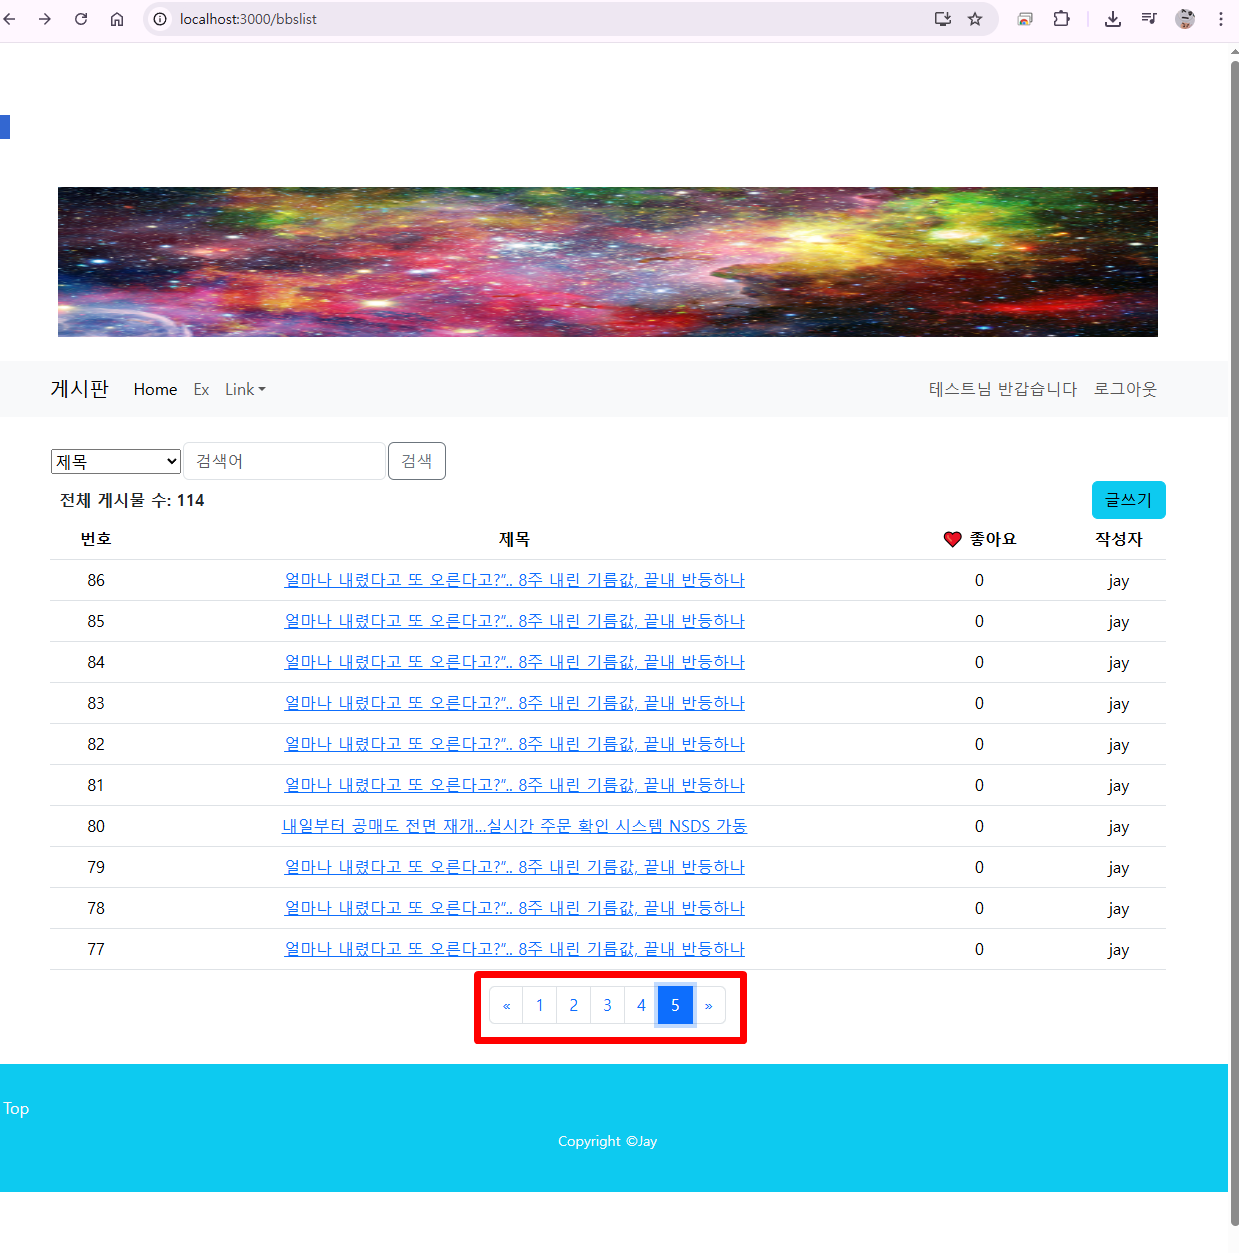 localhost:3000/bbslist
게시판 Home Ex Link 테스트님 반갑습니다 로그아웃
제목 검색어 검색
전체 게시물 수: 114 글쓰기
번호 제목 ❤️ 좋아요 작성자
86 얼마나 내렸다고 또 오른다고?”.. 8주 내린 기름값, 끝내 반등하나 0 jay
85 얼마나 내렸다고 또 오른다고?”.. 8주 내린 기름값, 끝내 반등하나 0 jay
84 얼마나 내렸다고 또 오른다고?”.. 8주 내린 기름값, 끝내 반등하나 0 jay
83 얼마나 내렸다고 또 오른다고?”.. 8주 내린 기름값, 끝내 반등하나 0 jay
82 얼마나 내렸다고 또 오른다고?”.. 8주 내린 기름값, 끝내 반등하나 0 jay
81 얼마나 내렸다고 또 오른다고?”.. 8주 내린 기름값, 끝내 반등하나 0 jay
80 내일부터 공매도 전면 재개…실시간 주문 확인 시스템 NSDS 가동 0 jay
79 얼마나 내렸다고 또 오른다고?”.. 8주 내린 기름값, 끝내 반등하나 0 jay
78 얼마나 내렸다고 또 오른다고?”.. 8주 내린 기름값, 끝내 반등하나 0 jay
77 얼마나 내렸다고 또 오른다고?”.. 8주 내린 기름값, 끝내 반등하나 0 jay
« 1 2 3 4 5 »
Top
Copyright ©Jay